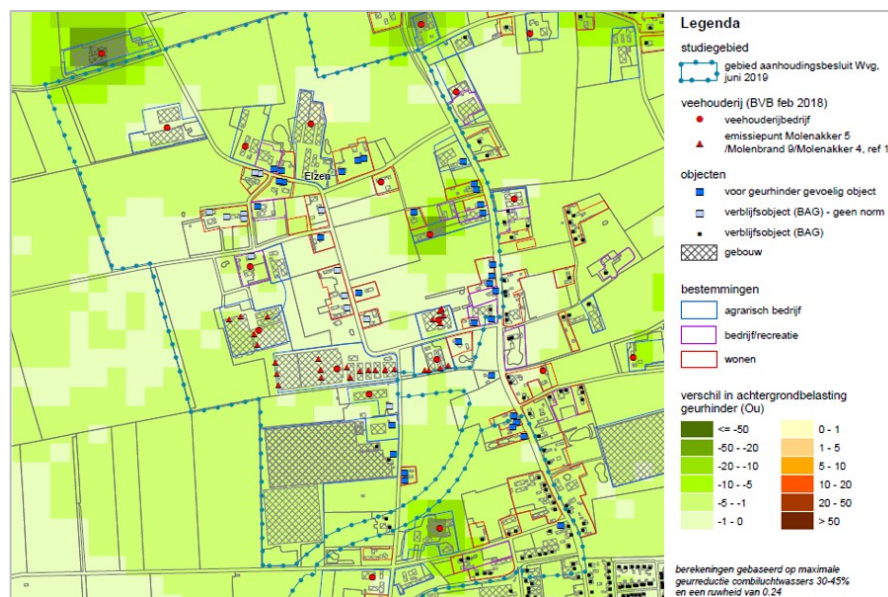 Legenda
studiegebied
gebied aanhoudingsbesluit Wvg,
juni 2019
veehouderij (BVB feb 2018)
veehouderijbedrijf
emissiepunt Molenakker 5
/Molenbrand 9/Molenakker 4, ref 1
objecten
voor geurhinder gevoelig object
verblijfsobject (BAG) - geen norm
verblijfsobject (BAG)
gebouw
bestemmingen
agrarisch bedrijf
bedrijf/recreatie
wonen
verschil in achtergrondbelasting
geurhinder (Ou)
<= -50
-50 - -20
-20 - -10
-10 - -5
-5 - -1
-1 - 0
0 - 1
1 - 5
5 - 10
10 - 20
20 - 50
> 50
berekeningen gebaseerd op maximale
geurreductie combiluchtwassers 30-45%
en een ruwheid van 0.24
Elzen